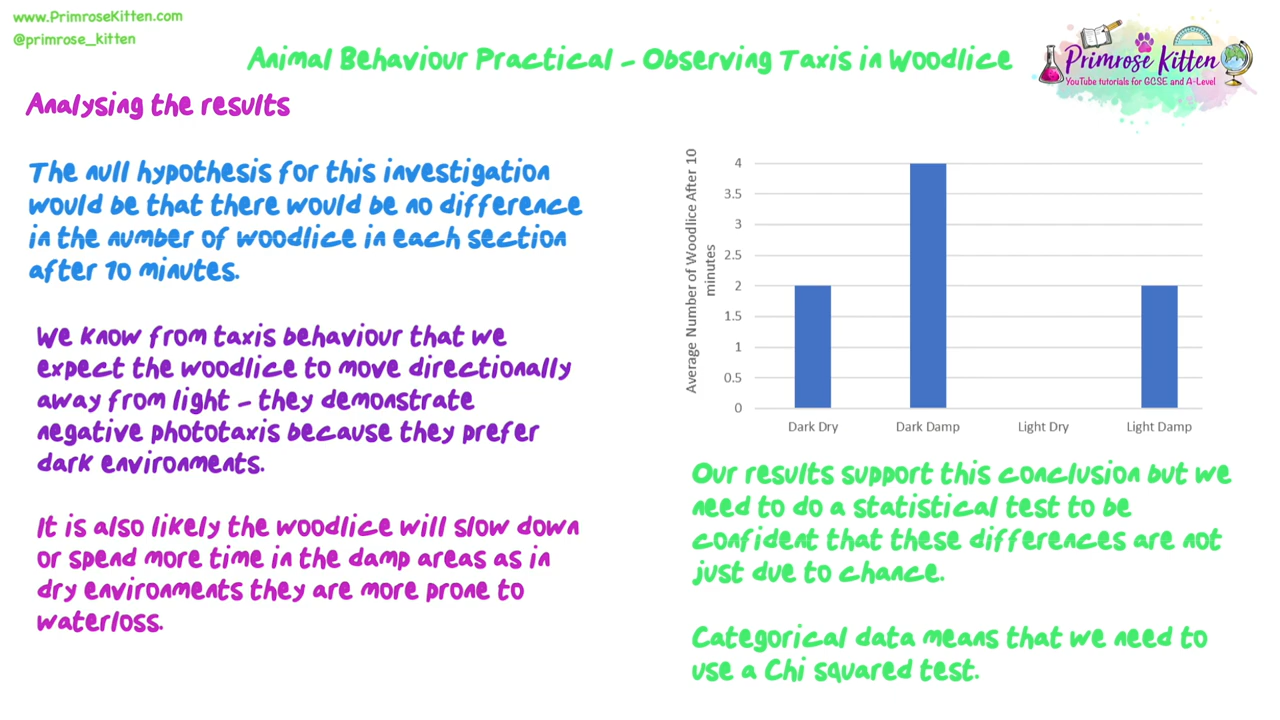 www.PrimroseKitten.com
@primrose_kitten
Animal Behaviour Practical - Observing Taxis in Woodlice
Primrose Kitten
YouTube tutorials for GCSE and A-Level
Analysing the results
The null hypothesis for this investigation
would be that there would be no difference
in the number of woodlice in each section
after 10 minutes.
We know from taxis behaviour that we
expect the woodlice to move directionally
away from light - they demonstrate
negative phototaxis because they prefer
dark environments.
It is also likely the woodlice will slow down
or spend more time in the damp areas as in
dry environments they are more prone to
waterloss.
Average Number of Woodlice After 10
minutes
4
3.5
3
2.5
2
1.5
1
0.5
0
Dark Dry
Dark Damp
Light Dry
Light Damp
Our results support this conclusion but we
need to do a statistical test to be
confident that these differences are not
just due to chance.
Categorical data means that we need to
use a Chi squared test.